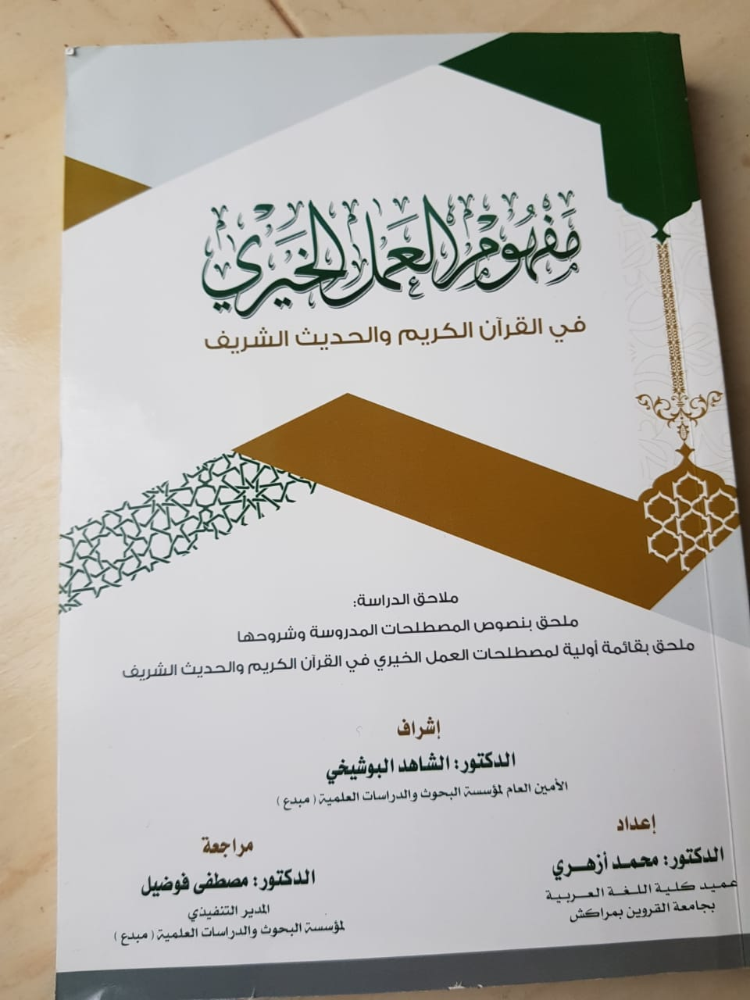 مفهوم العمل الخيري
في القرآن الكريم والحديث الشريف
ملاحق الدراسة:
ملحق بنصوص المصطلحات المدروسة وشروحها
ملحق بقائمة أولية لمصطلحات العمل الخيري في القرآن الكريم والحديث الشريف
إشراف
الدكتور: الشاهد البوشيخي
الأمين العام لمؤسسة البحوث والدراسات العلمية (مبدع)
إعداد
الدكتور: محمد أزهري
عميد كلية اللغة العربية
بجامعة القرويين بمراكش
مراجعة
الدكتور: مصطفى فوضيل
المدير التنفيذي
لمؤسسة البحوث والدراسات العلمية (مبدع)